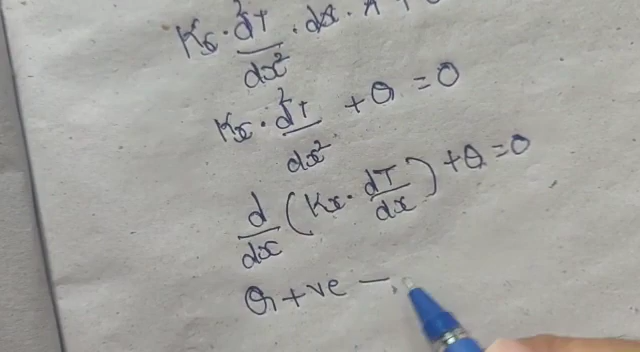 Kx · d²T/dx² · dx · A +
Kx · d²T/dx² + Q = 0
d/dx (Kx · dT/dx) + Q = 0
Q +ve —